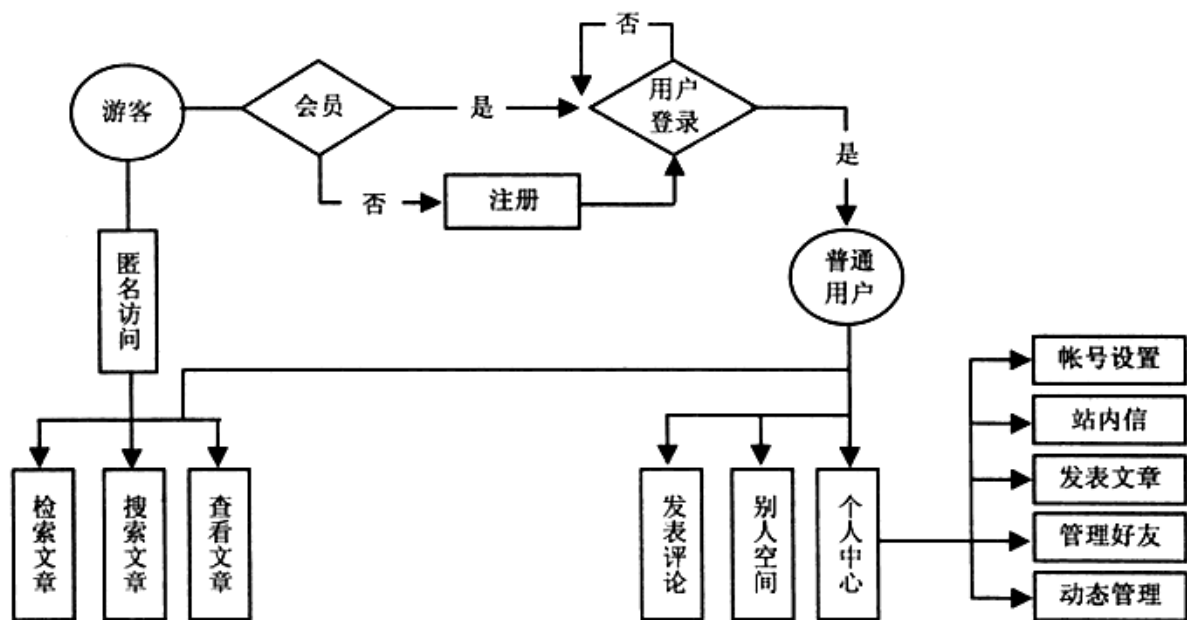 否
游客
会员
是
用户
登录
是
否
注册
匿名访问
普通
用户
帐号设置
站内信
发表文章
管理好友
动态管理
检索文章
搜索文章
查看文章
发表评论
别人空间
个人中心